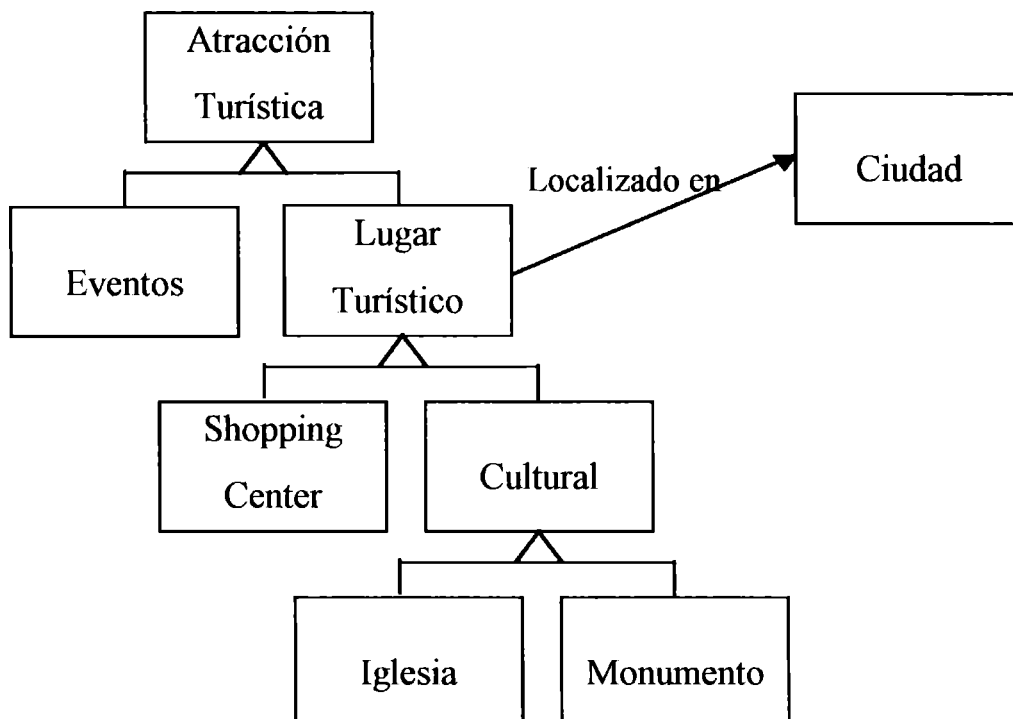 Atracción
Turística
Localizado en
Ciudad
Eventos
Lugar
Turístico
Shopping
Center
Cultural
Iglesia
Monumento